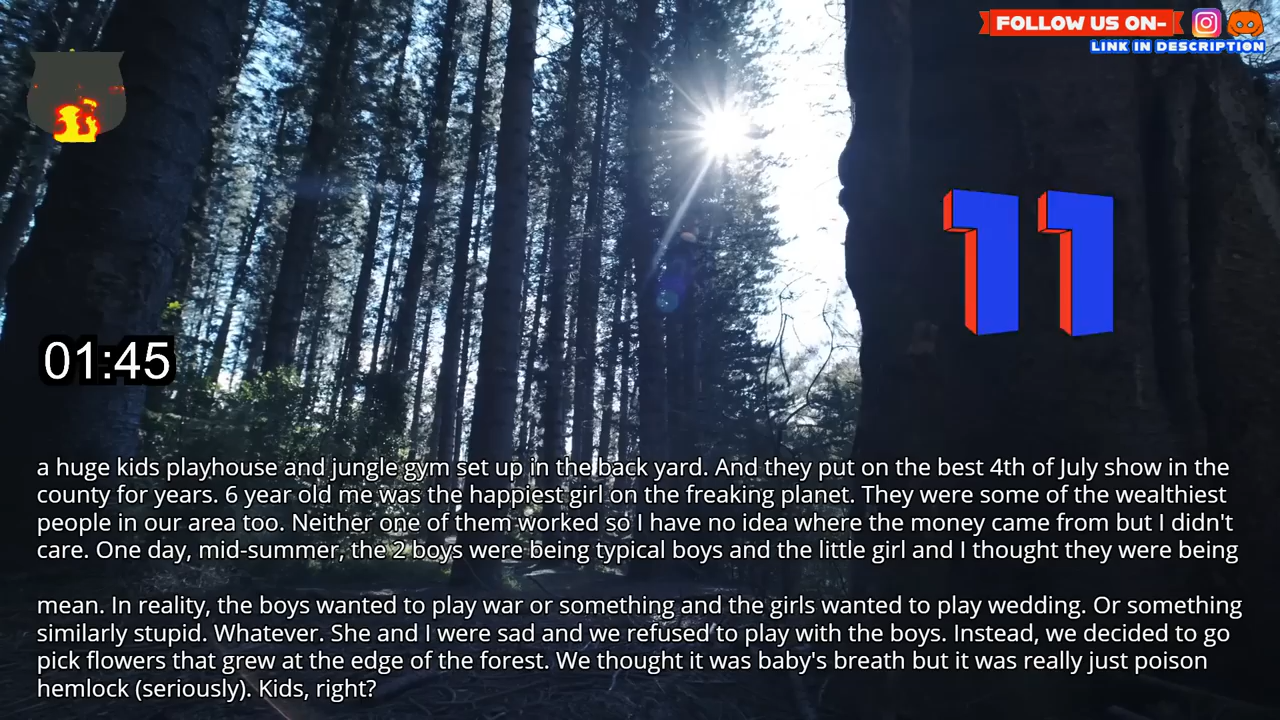 FOLLOW US ON-
LINK IN DESCRIPTION
11
01:45
a huge kids playhouse and jungle gym set up in the back yard. And they put on the best 4th of July show in the
county for years. 6 year old me was the happiest girl on the freaking planet. They were some of the wealthiest
people in our area too. Neither one of them worked so I have no idea where the money came from but I didn't
care. One day, mid-summer, the 2 boys were being typical boys and the little girl and I thought they were being
mean. In reality, the boys wanted to play war or something and the girls wanted to play wedding. Or something
similarly stupid. Whatever. She and I were sad and we refused to play with the boys. Instead, we decided to go
pick flowers that grew at the edge of the forest. We thought it was baby's breath but it was really just poison
hemlock (seriously). Kids, right?